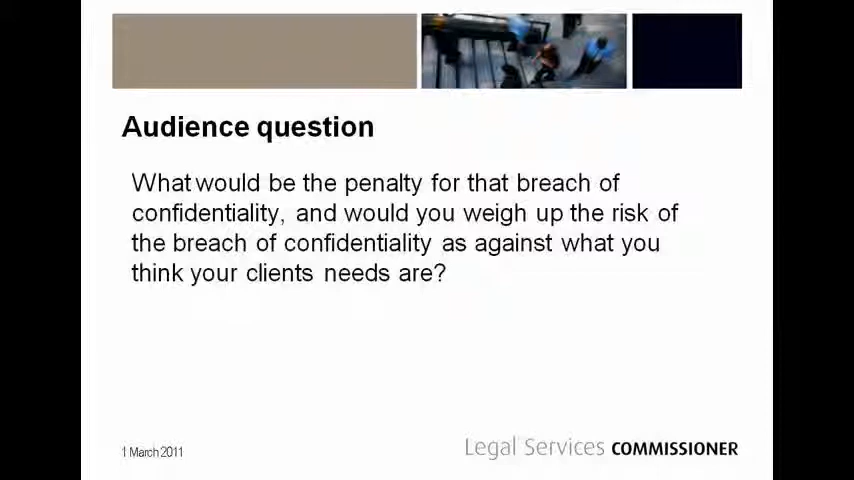 Audience question
What would be the penalty for that breach of
confidentiality, and would you weigh up the risk of
the breach of confidentiality as against what you
think your clients needs are?
1 March 2011
Legal Services COMMISSIONER